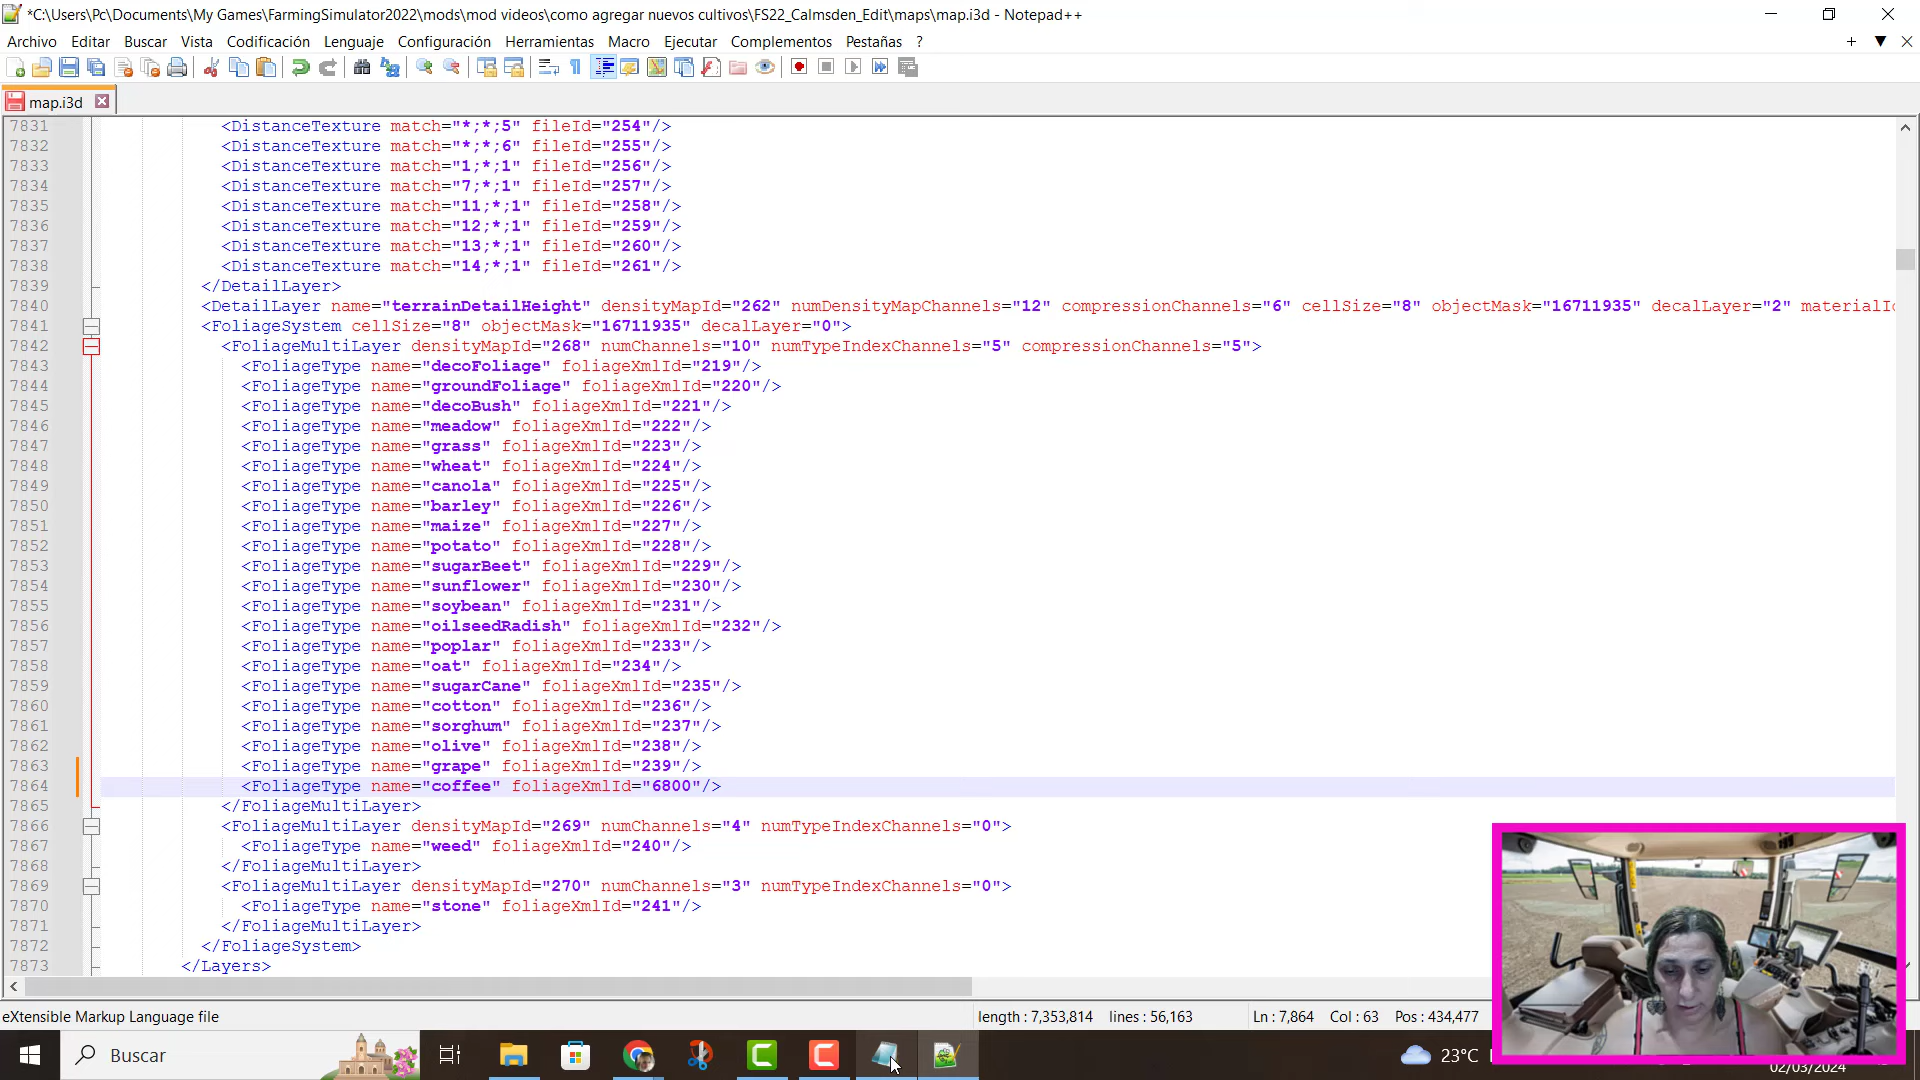 *C:\Users\Pc\Documents\My Games\FarmingSimulator2022\mods\mod videos\como agregar nuevos cultivos\FS22_Calmsden_Edit\maps\map.i3d - Notepad++
Archivo Editar Buscar Vista Codificación Lenguaje Configuración Herramientas Macro Ejecutar Complementos Pestañas ?
map.i3d
7831 <DistanceTexture match="*;*;5" fileId="254"/>
7832 <DistanceTexture match="*;*;6" fileId="255"/>
7833 <DistanceTexture match="1;*;1" fileId="256"/>
7834 <DistanceTexture match="7;*;1" fileId="257"/>
7835 <DistanceTexture match="11;*;1" fileId="258"/>
7836 <DistanceTexture match="12;*;1" fileId="259"/>
7837 <DistanceTexture match="13;*;1" fileId="260"/>
7838 <DistanceTexture match="14;*;1" fileId="261"/>
7839 </DetailLayer>
7840 <DetailLayer name="terrainDetailHeight" densityMapId="262" numDensityMapChannels="12" compressionChannels="6" cellSize="8" objectMask="16711935" decalLayer="2"
7841 <FoliageSystem cellSize="8" objectMask="16711935" decalLayer="0">
7842 <FoliageMultiLayer densityMapId="268" numChannels="10" numTypeIndexChannels="5" compressionChannels="5">
7843 <FoliageType name="decoFoliage" foliageXmlId="219"/>
7844 <FoliageType name="groundFoliage" foliageXmlId="220"/>
7845 <FoliageType name="decoBush" foliageXmlId="221"/>
7846 <FoliageType name="meadow" foliageXmlId="222"/>
7847 <FoliageType name="grass" foliageXmlId="223"/>
7848 <FoliageType name="wheat" foliageXmlId="224"/>
7849 <FoliageType name="canola" foliageXmlId="225"/>
7850 <FoliageType name="barley" foliageXmlId="226"/>
7851 <FoliageType name="maize" foliageXmlId="227"/>
7852 <FoliageType name="potato" foliageXmlId="228"/>
7853 <FoliageType name="sugarBeet" foliageXmlId="229"/>
7854 <FoliageType name="sunflower" foliageXmlId="230"/>
7855 <FoliageType name="soybean" foliageXmlId="231"/>
7856 <FoliageType name="oilseedRadish" foliageXmlId="232"/>
7857 <FoliageType name="poplar" foliageXmlId="233"/>
7858 <FoliageType name="oat" foliageXmlId="234"/>
7859 <FoliageType name="sugarCane" foliageXmlId="235"/>
7860 <FoliageType name="cotton" foliageXmlId="236"/>
7861 <FoliageType name="sorghum" foliageXmlId="237"/>
7862 <FoliageType name="olive" foliageXmlId="238"/>
7863 <FoliageType name="grape" foliageXmlId="239"/>
7864 <FoliageType name="coffee" foliageXmlId="6800"/>
7865 </FoliageMultiLayer>
7866 <FoliageMultiLayer densityMapId="269" numChannels="4" numTypeIndexChannels="0">
7867 <FoliageType name="weed" foliageXmlId="240"/>
7868 </FoliageMultiLayer>
7869 <FoliageMultiLayer densityMapId="270" numChannels="3" numTypeIndexChannels="0">
7870 <FoliageType name="stone" foliageXmlId="241"/>
7871 </FoliageMultiLayer>
7872 </FoliageSystem>
7873 </Layers>
eXtensible Markup Language file length : 7,353,814 lines : 56,163 Ln : 7,864 Col : 63 Pos : 434,477
Buscar 23°C
02/03/2024